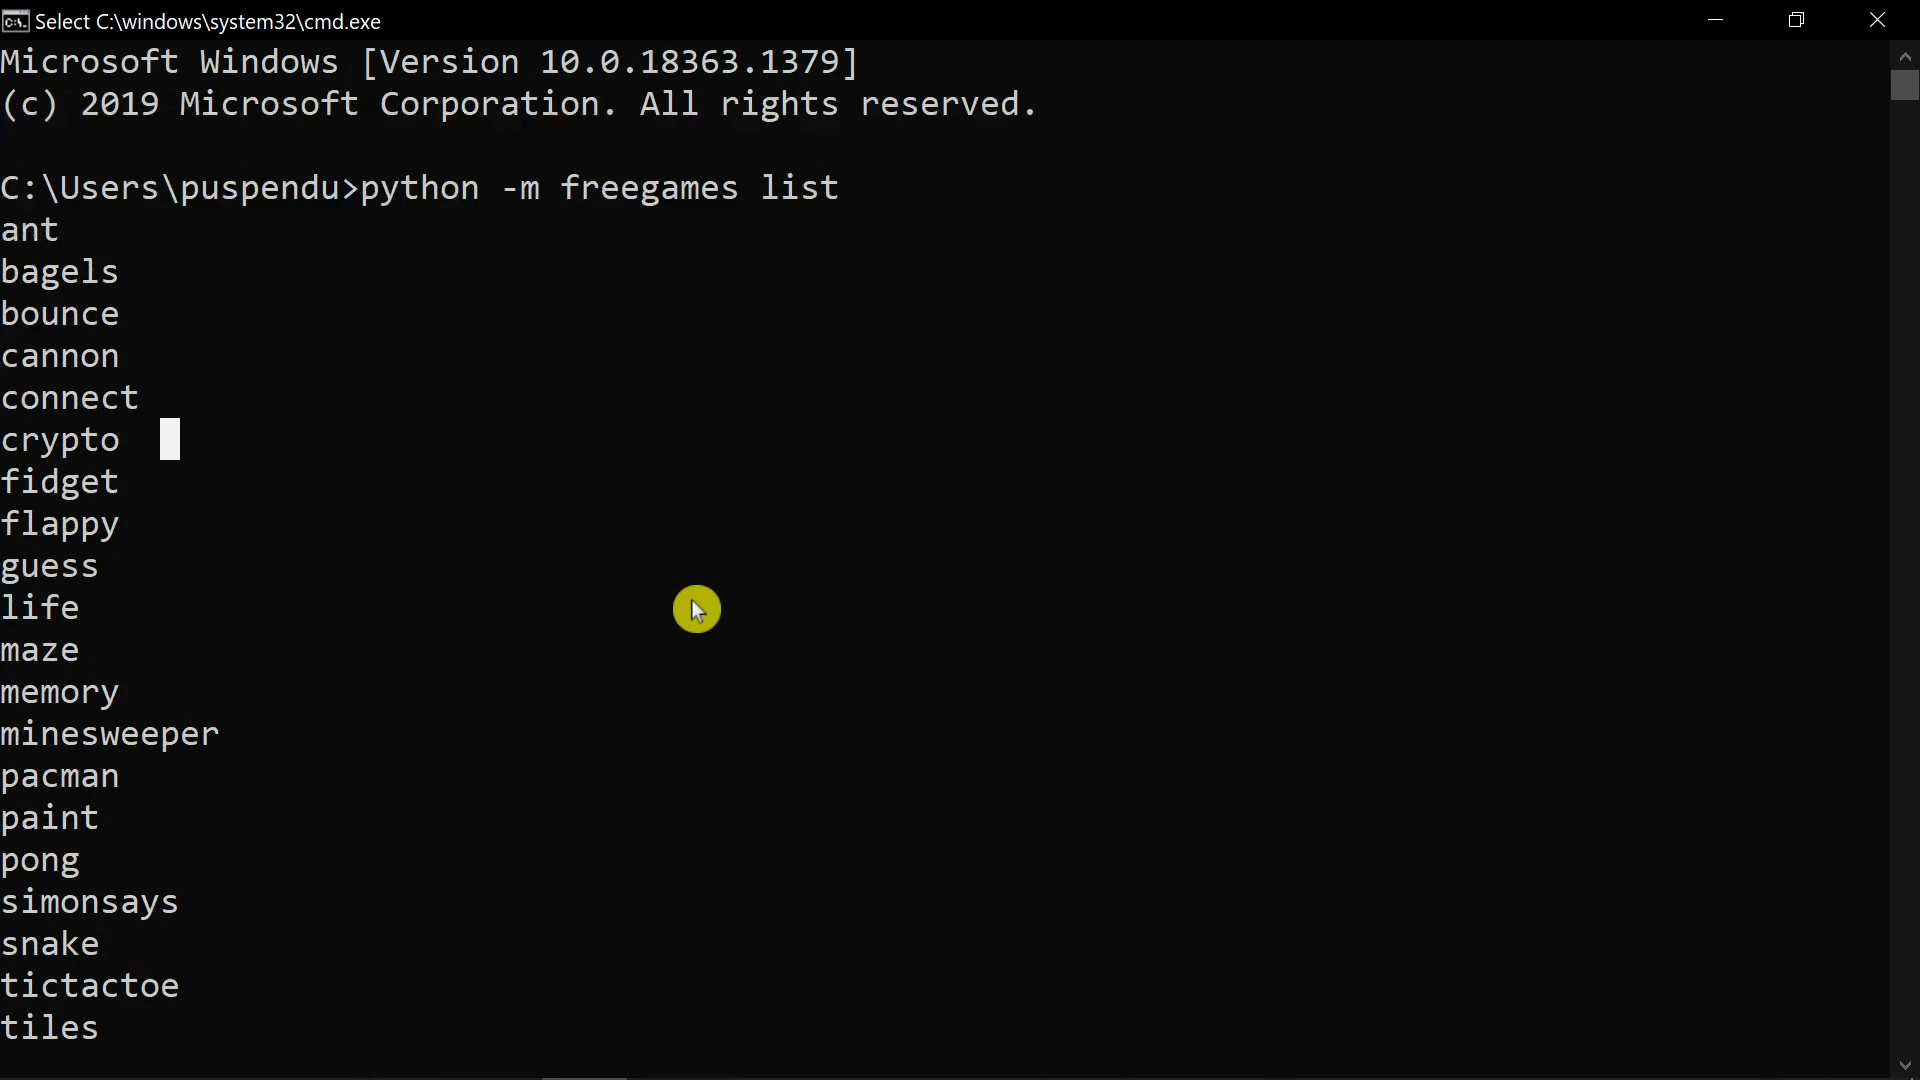 Select C:\windows\system32\cmd.exe
Microsoft Windows [Version 10.0.18363.1379]
(c) 2019 Microsoft Corporation. All rights reserved.
C:\Users\puspendu>python -m freegames list
ant
bagels
bounce
cannon
connect
crypto
fidget
flappy
guess
life
maze
memory
minesweeper
pacman
paint
pong
simonsays
snake
tictactoe
tiles